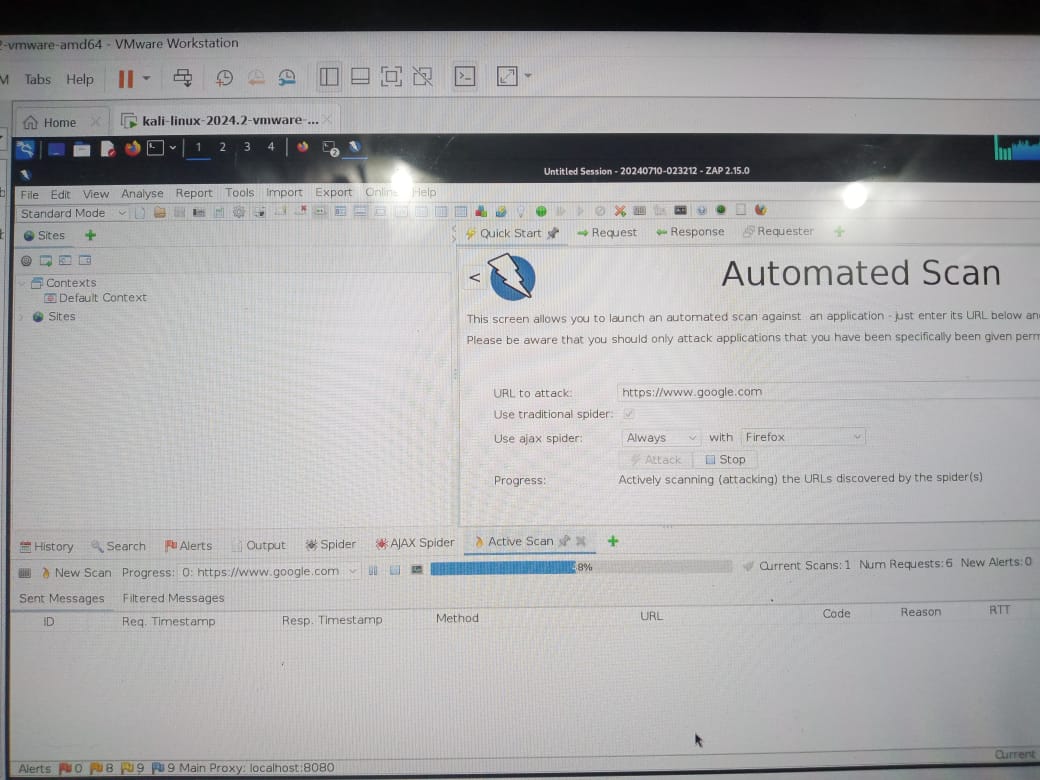 2-vmware-amd64 - VMware Workstation
M Tabs Help
Home kali-linux-2024.2-vmware-...
1 2 3 4 2
Untitled Session - 20240710-023212 - ZAP 2.15.0
File Edit View Analyse Report Tools Import Export Online Help
Standard Mode
Sites Quick Start Request Response Requester
Contexts
Default Context
Sites
< Automated Scan
This screen allows you to launch an automated scan against an application - just enter its URL below an
Please be aware that you should only attack applications that you have been specifically been given perm
URL to attack: https://www.google.com
Use traditional spider:
Use ajax spider: Always with Firefox
Attack Stop
Progress: Actively scanning (attacking) the URLs discovered by the spider(s)
History Search Alerts Output Spider AJAX Spider Active Scan
New Scan Progress: 0: https://www.google.com 8% Current Scans: 1 Num Requests: 6 New Alerts: 0
Sent Messages Filtered Messages
ID Req. Timestamp Resp. Timestamp Method URL Code Reason RTT
Alerts 0 8 9 9 Main Proxy: localhost:8080 Current